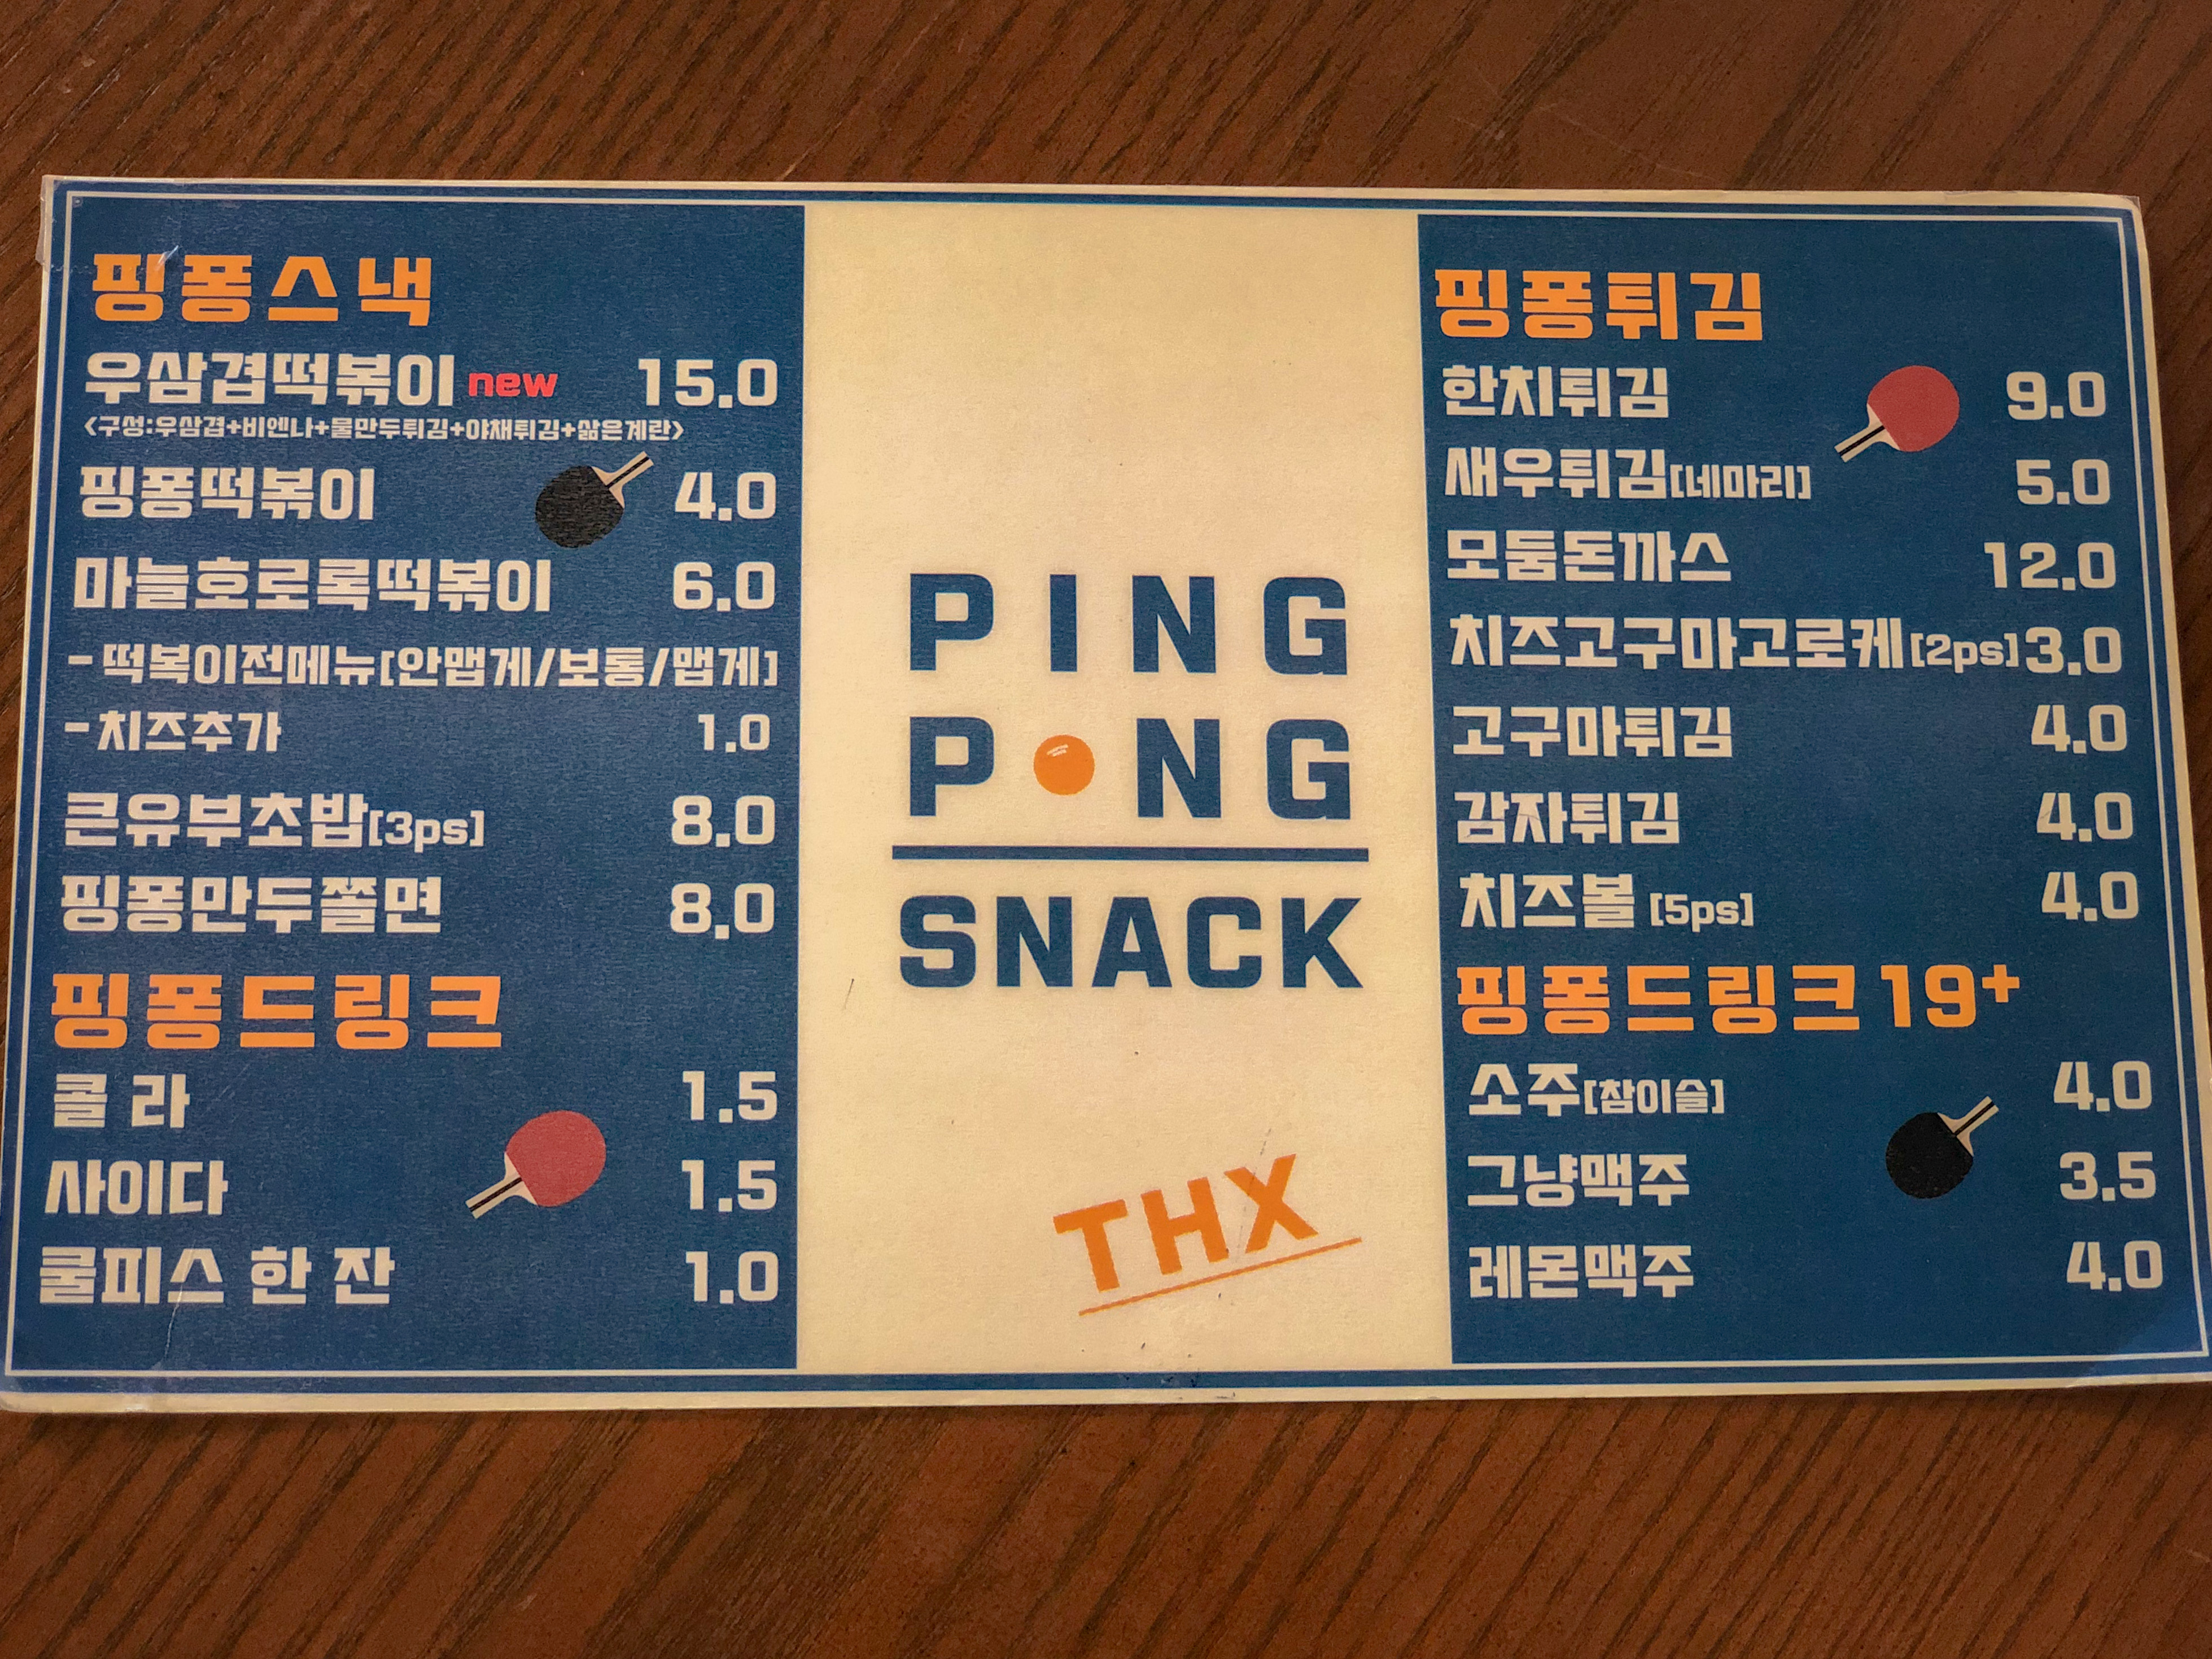 핑퐁스낵
우삼겹떡볶이 new 15.0
<구성:우삼겹+비엔나+물만두튀김+야채튀김+삶은계란>
핑퐁떡볶이 4.0
마늘호로록떡볶이 6.0
-떡복이전메뉴[안맵게/보통/맵게]
-치즈추가 1.0
큰유부초밥[3ps] 8.0
핑퐁만두쫄면 8.0
핑퐁드링크
콜 라 1.5
사이다 1.5
쿨피스 한 잔 1.0
PING
PONG
SNACK
THX
핑퐁튀김
한치튀김 9.0
새우튀김[네마리] 5.0
모둠돈까스 12.0
치즈고구마고로케[2ps] 3.0
고구마튀김 4.0
감자튀김 4.0
치즈볼 [5ps] 4.0
핑퐁드링크 19+
소주[참이슬] 4.0
그냥맥주 3.5
레몬맥주 4.0